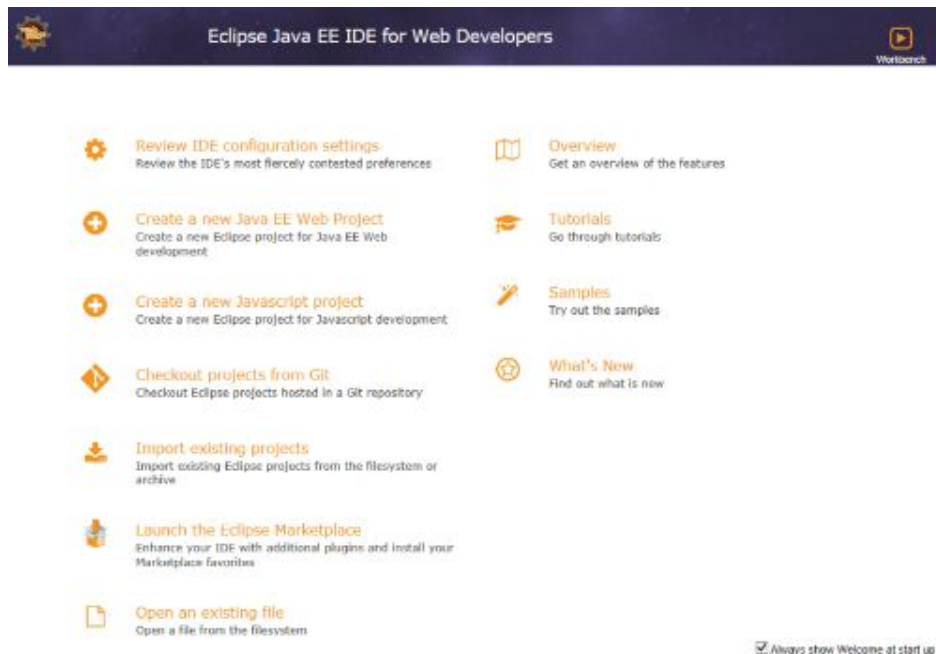 Eclipse Java EE IDE for Web Developers
Workbench
Review IDE configuration settings
Review the IDE's most fiercely contested preferences
Create a new Java EE Web Project
Create a new Eclipse project for Java EE Web
development
Create a new Javascript project
Create a new Eclipse project for Javascript development
Checkout projects from Git
Checkout Eclipse projects hosted in a Git repository
Import existing projects
Import existing Eclipse projects from the filesystem or
archive
Launch the Eclipse Marketplace
Enhance your IDE with additional plugins and install your
Marketplace favorites
Open an existing file
Open a file from the filesystem
Overview
Get an overview of the features
Tutorials
Go through tutorials
Samples
Try out the samples
What's New
Find out what is new
Always show Welcome at start up